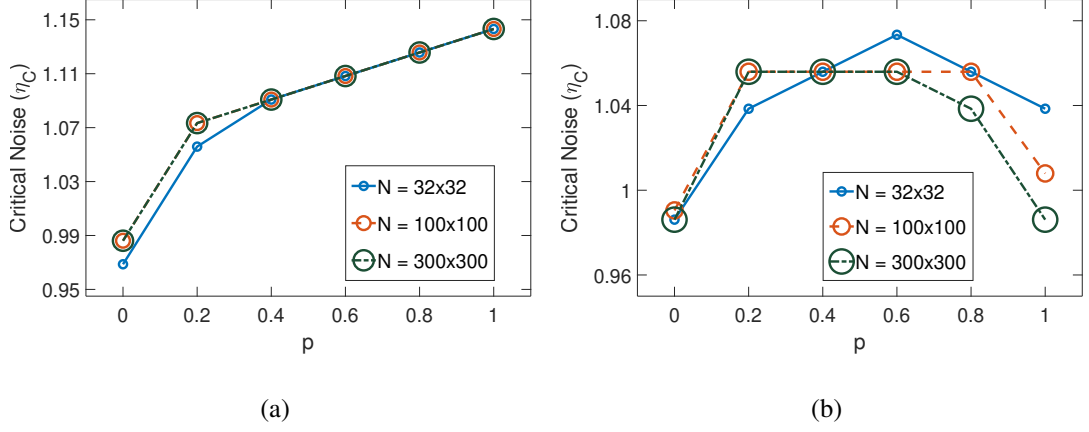 1.15
1.11
1.07
1.03
0.99
0.95
Critical Noise (ηC)
0 0.2 0.4 0.6 0.8 1
p
N = 32x32
N = 100x100
N = 300x300
(a)
1.08
1.04
1
0.96
Critical Noise (ηC)
0 0.2 0.4 0.6 0.8 1
p
N = 32x32
N = 100x100
N = 300x300
(b)